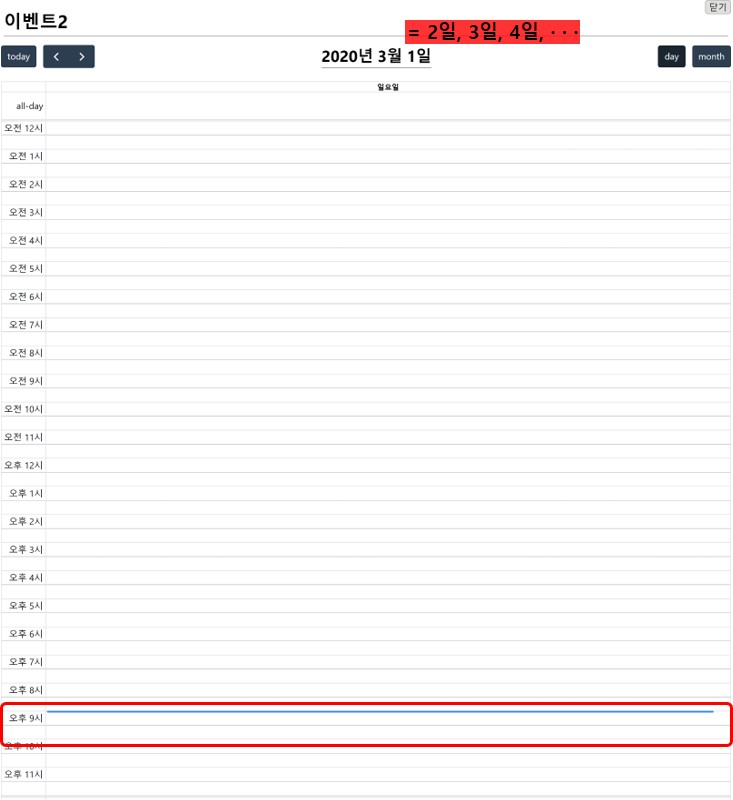 닫기
이벤트2
= 2일, 3일, 4일, · · ·
today
2020년 3월 1일
day month
일요일
all-day
오전 12시
오전 1시
오전 2시
오전 3시
오전 4시
오전 5시
오전 6시
오전 7시
오전 8시
오전 9시
오전 10시
오전 11시
오후 12시
오후 1시
오후 2시
오후 3시
오후 4시
오후 5시
오후 6시
오후 7시
오후 8시
오후 9시
오후 10시
오후 11시